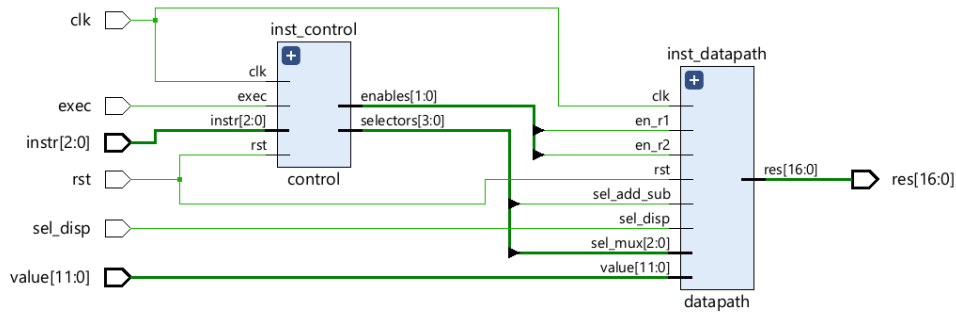 clk
inst_control
inst_datapath
clk
clk
exec
exec
enables[1:0]
instr[2:0]
instr[2:0]
selectors[3:0]
en_r1
rst
en_r2
rst
control
rst
res[16:0]
res[16:0]
sel_add_sub
sel_disp
sel_disp
sel_mux[2:0]
value[11:0]
value[11:0]
datapath